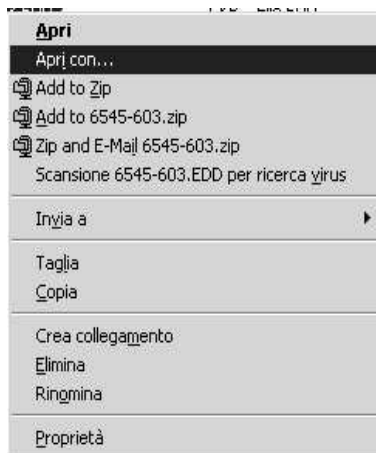 Apri
Apri con...
Add to Zip
Add to 6545-603.zip
Zip and E-Mail 6545-603.zip
Scansione 6545-603.EDD per ricerca virus
Invia a
Taglia
Copia
Crea collegamento
Elimina
Rinomina
Proprietà